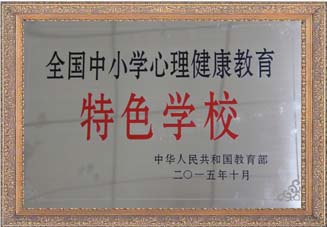 全国中小学心理健康教育
特色学校
中华人民共和国教育部
二〇一五年十月